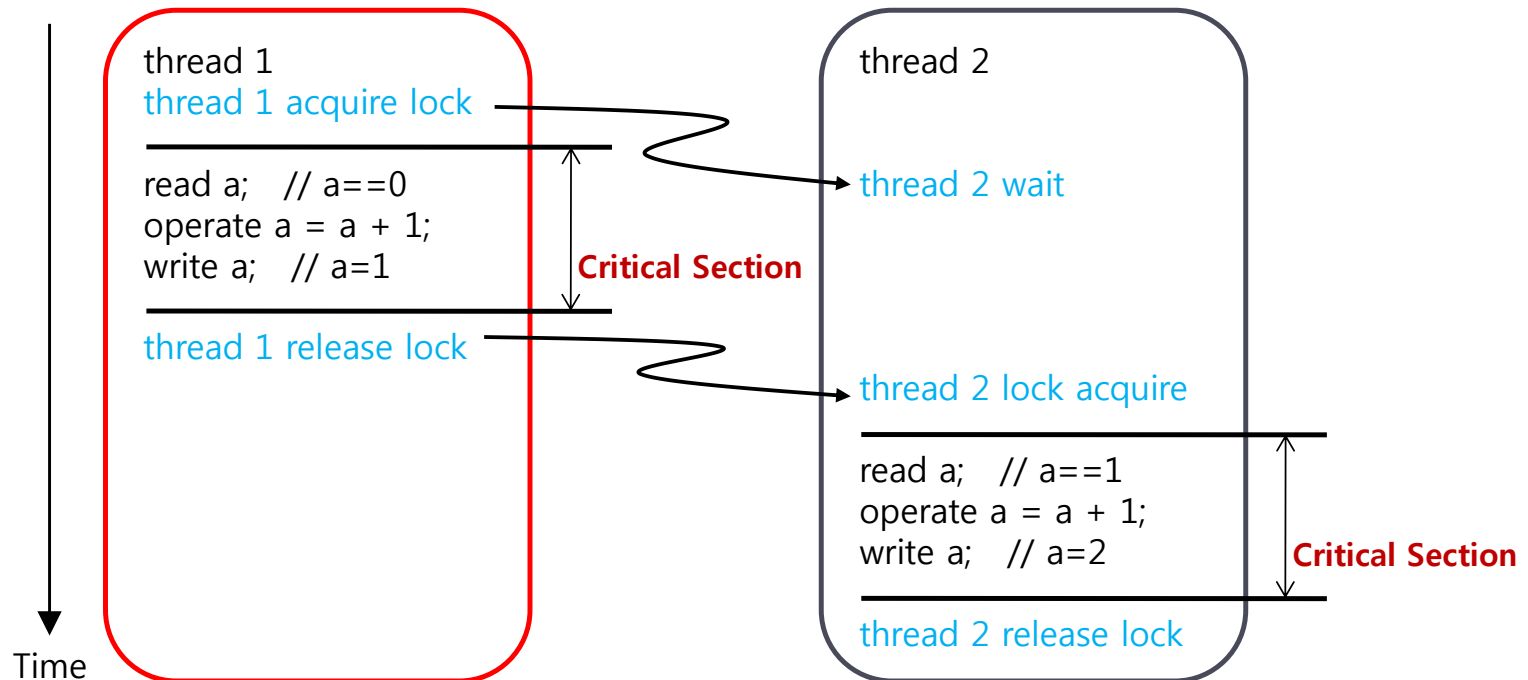 thread 1
thread 1 acquire lock
read a;   // a==0
operate a = a + 1;
write a;   // a=1
Critical Section
thread 1 release lock
thread 2
thread 2 wait
thread 2 lock acquire
read a;   // a==1
operate a = a + 1;
write a;   // a=2
Critical Section
thread 2 release lock
Time